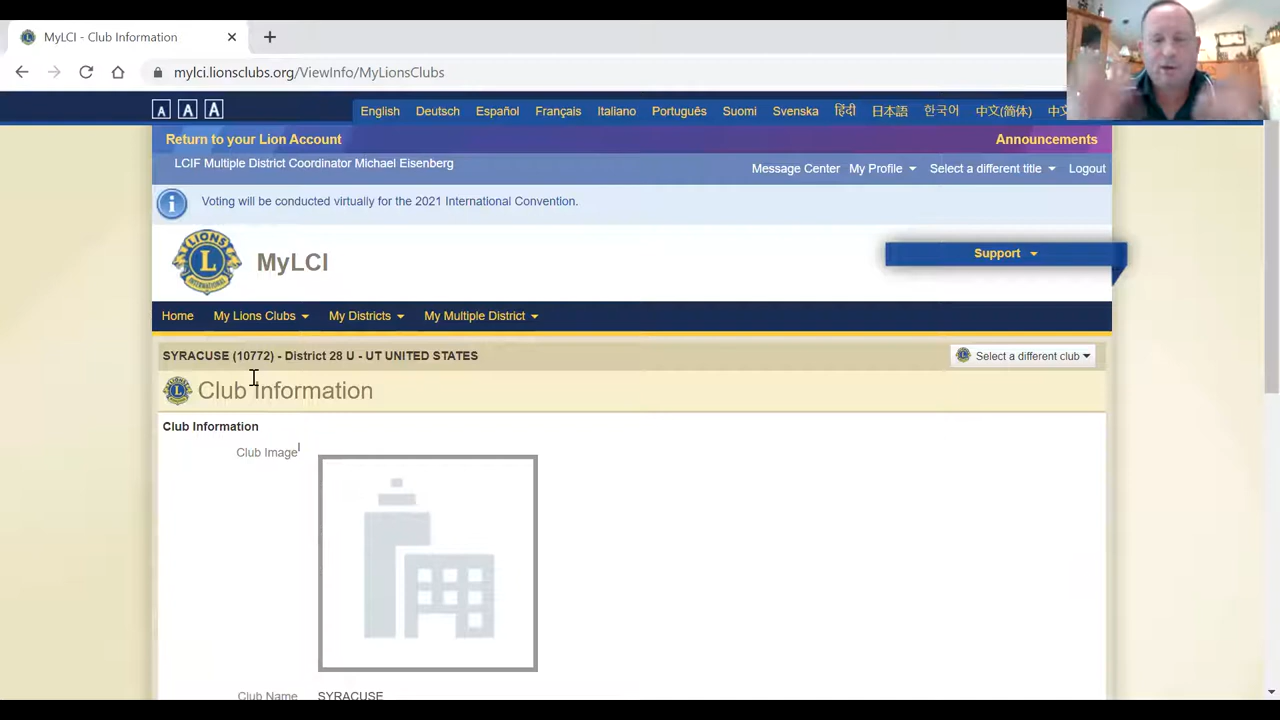 MyLCI - Club Information
mylci.lionsclubs.org/ViewInfo/MyLionsClubs
A A A English Deutsch Español Français Italiano Português Suomi Svenska हिंदी 日本語 한국어 中文(简体)
Return to your Lion Account Announcements
LCIF Multiple District Coordinator Michael Eisenberg
Message Center My Profile Select a different title Logout
i Voting will be conducted virtually for the 2021 International Convention.
LIONS L INTERNATIONAL MyLCI Support
Home My Lions Clubs My Districts My Multiple District
SYRACUSE (10772) - District 28 U - UT UNITED STATES Select a different club
Club Information
Club Information
Club Image
Club Name SYRACUSE